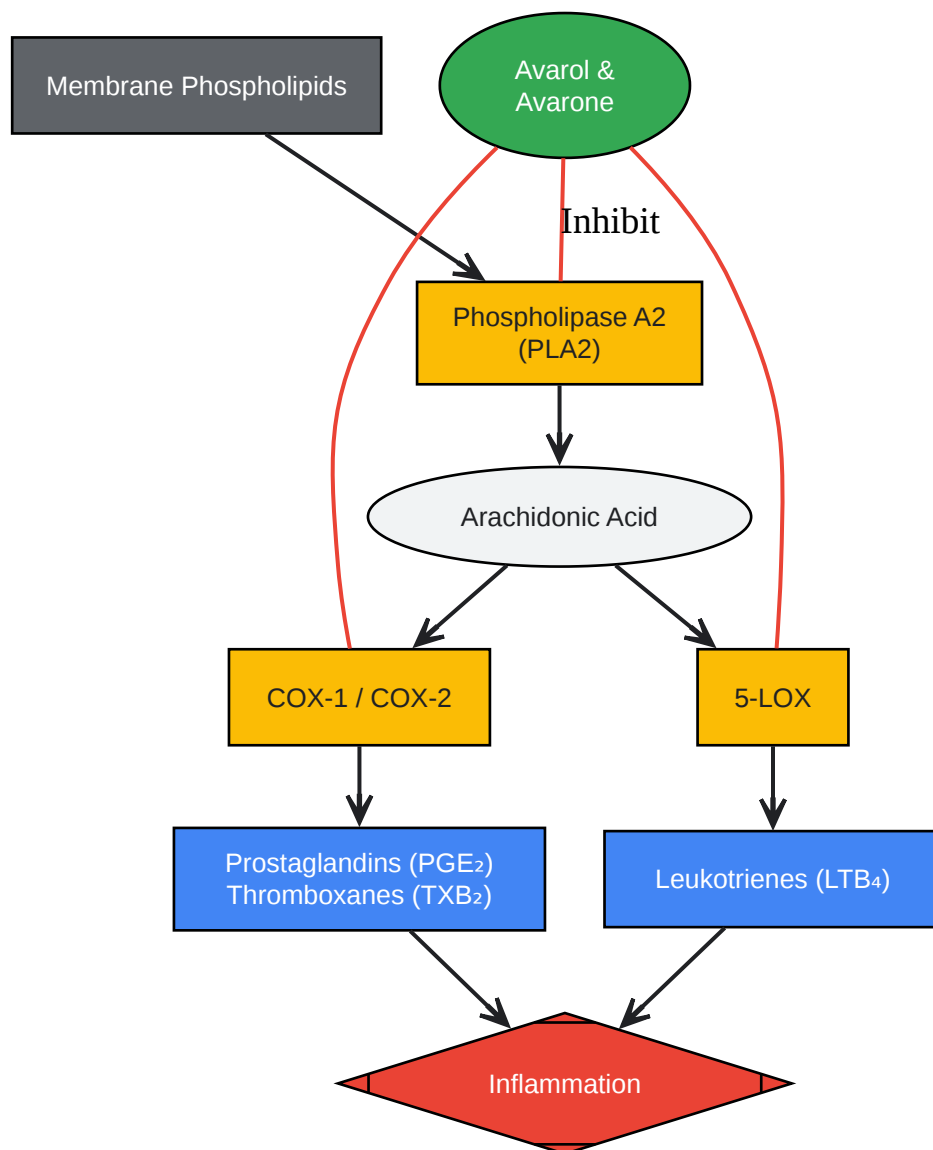 Membrane Phospholipids
Avarol &
Avarone
Inhibit
Phospholipase A2
(PLA2)
Arachidonic Acid
COX-1 / COX-2
5-LOX
Prostaglandins (PGE₂)
Thromboxanes (TXB₂)
Leukotrienes (LTB₄)
Inflammation